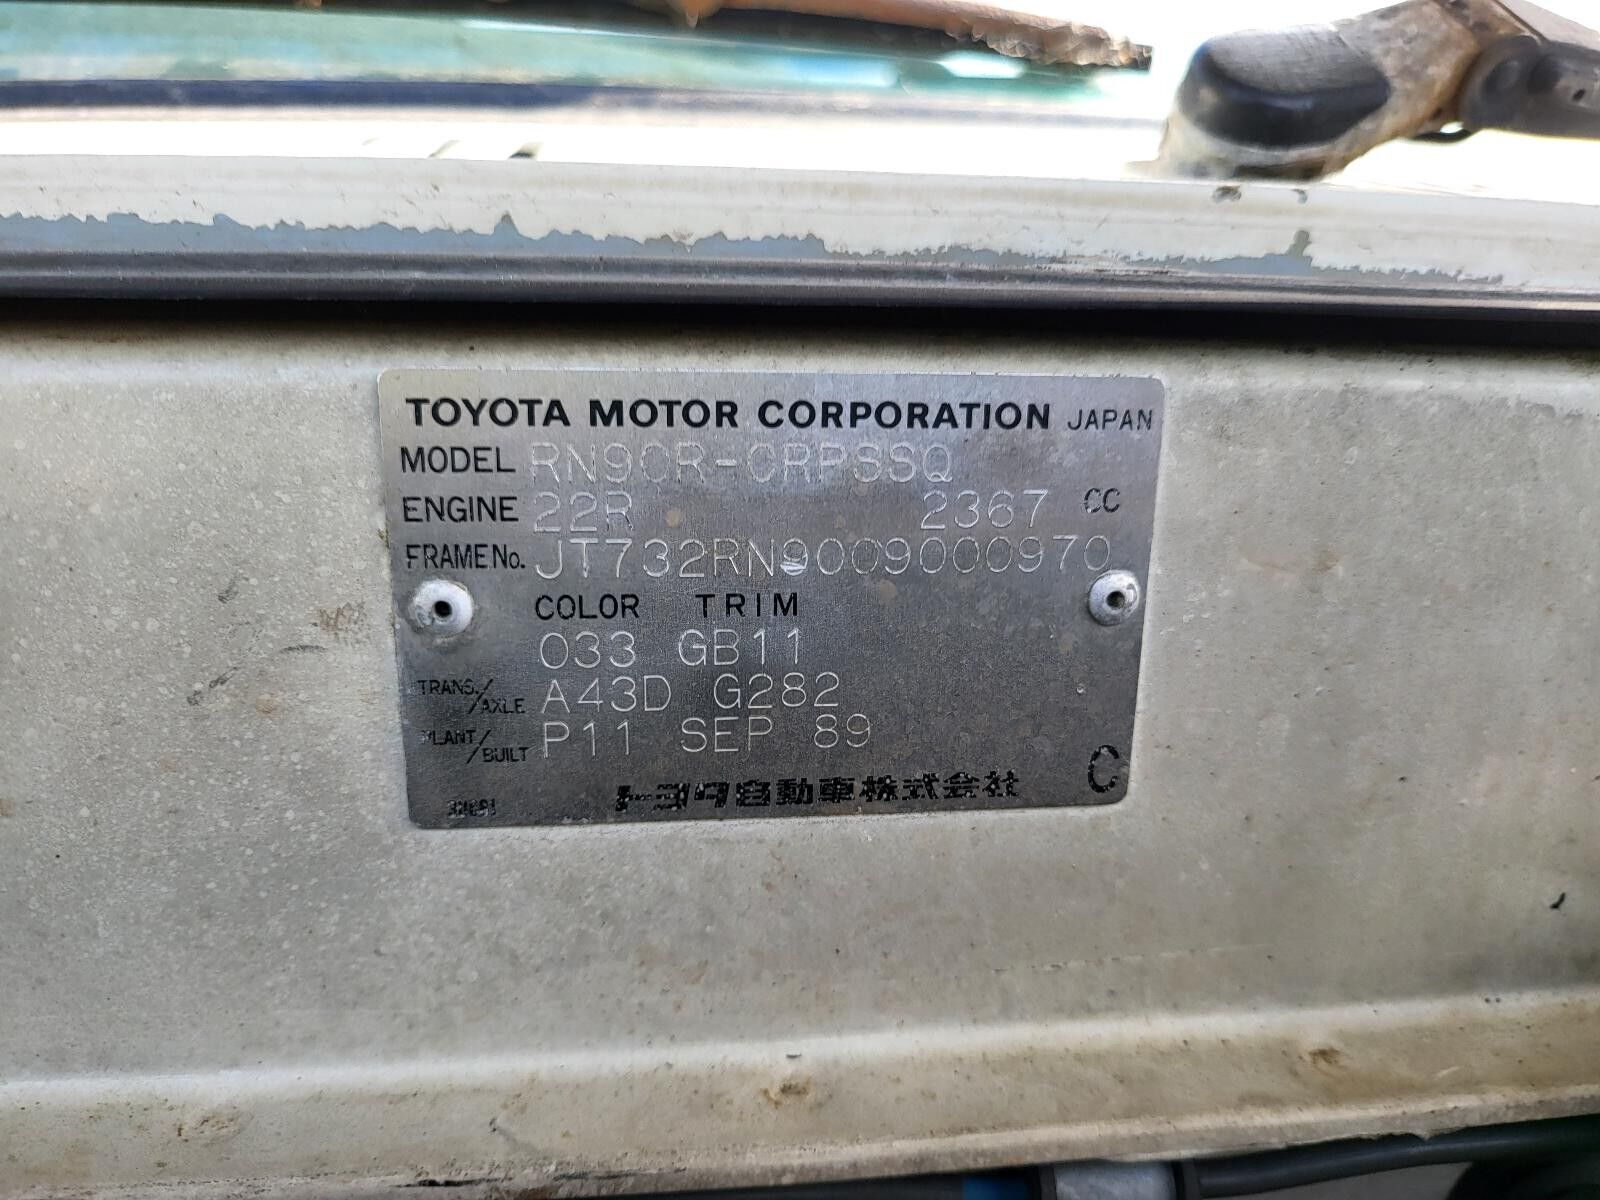 TOYOTA MOTOR CORPORATION JAPAN
MODEL RN90R-CRPSSQ
ENGINE 22R 2367 CC
FRAME No. JT732RN9009000970
COLOR TRIM
033 GB11
TRANS./AXLE A43D G282
PLANT/BUILT P11 SEP 89
トヨタ自動車株式会社 C